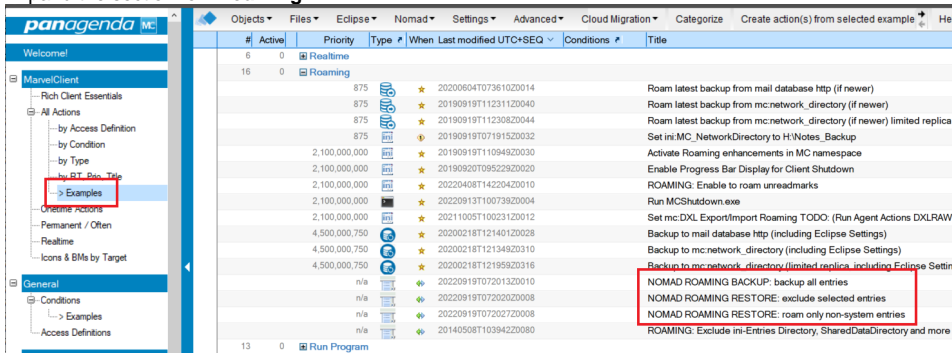 panagenda MC
Objects Files Eclipse Nomad Settings Advanced Cloud Migration Categorize Create action(s) from selected example He
# Active Priority Type When Last modified UTC+SEQ Conditions Title
Welcome!
MarvelClient
Rich Client Essentials
All Actions
by Access Definition
by Condition
by Type
by RT, Prio, Title
> Examples
Onetime Actions
Permanent / Often
Realtime
Icons & BMs by Target
General
Conditions
> Examples
Access Definitions
6 0 Realtime
16 0 Roaming
875 20200604T073610Z0014 Roam latest backup from mail database http (if newer)
875 20190919T112311Z0040 Roam latest backup from mc:network_directory (if newer)
875 20190919T112308Z0044 Roam latest backup from mc:network_directory (if newer) limited replica
875 ini 20190919T071915Z0032 Set ini:MC_NetworkDirectory to H:\Notes_Backup
2,100,000,000 ini 20190919T110949Z0030 Activate Roaming enhancements in MC namespace
2,100,000,000 ini 20190920T095229Z0020 Enable Progress Bar Display for Client Shutdown
2,100,000,000 ini 20220408T142204Z0010 ROAMING: Enable to roam unreadmarks
2,100,000,000 20220913T100739Z0004 Run MCShutdown.exe
2,100,000,000 ini 20211005T100231Z0012 Set mc:DXL Export/Import Roaming TODO: (Run Agent Actions DXLRAW
4,500,000,750 20200218T121401Z0028 Backup to mail database http (including Eclipse Settings)
4,500,000,750 20200218T121349Z0310 Backup to mc:network_directory (including Eclipse Settings)
4,500,000,750 20200218T121959Z0316 Backup to mc:network_directory (limited replica, including Eclipse Settin
n/a 20220919T072013Z0010 NOMAD ROAMING BACKUP: backup all entries
n/a 20220919T072020Z0008 NOMAD ROAMING RESTORE: exclude selected entries
n/a 20220919T072027Z0008 NOMAD ROAMING RESTORE: roam only non-system entries
n/a 20140508T103942Z0080 ROAMING: Exclude ini-Entries Directory, SharedDataDirectory and more
13 0 Run Program